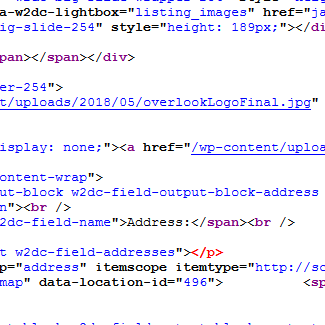 a-w2dc-lightbox="listing_images" href="ja
ig-slide-254" style="height: 189px;"></di
pan></span></div>
er-254">
t/uploads/2018/05/overlookLogoFinal.jpg"
isplay: none;"><a href="/wp-content/uploa
ontent-wrap">
ut-block w2dc-field-output-block-address
n"><br />
2dc-field-name">Address:</span><br />
t w2dc-field-addresses"></p>
p="address" itemscope itemtype="http://sc
map" data-location-id="496"> <sp